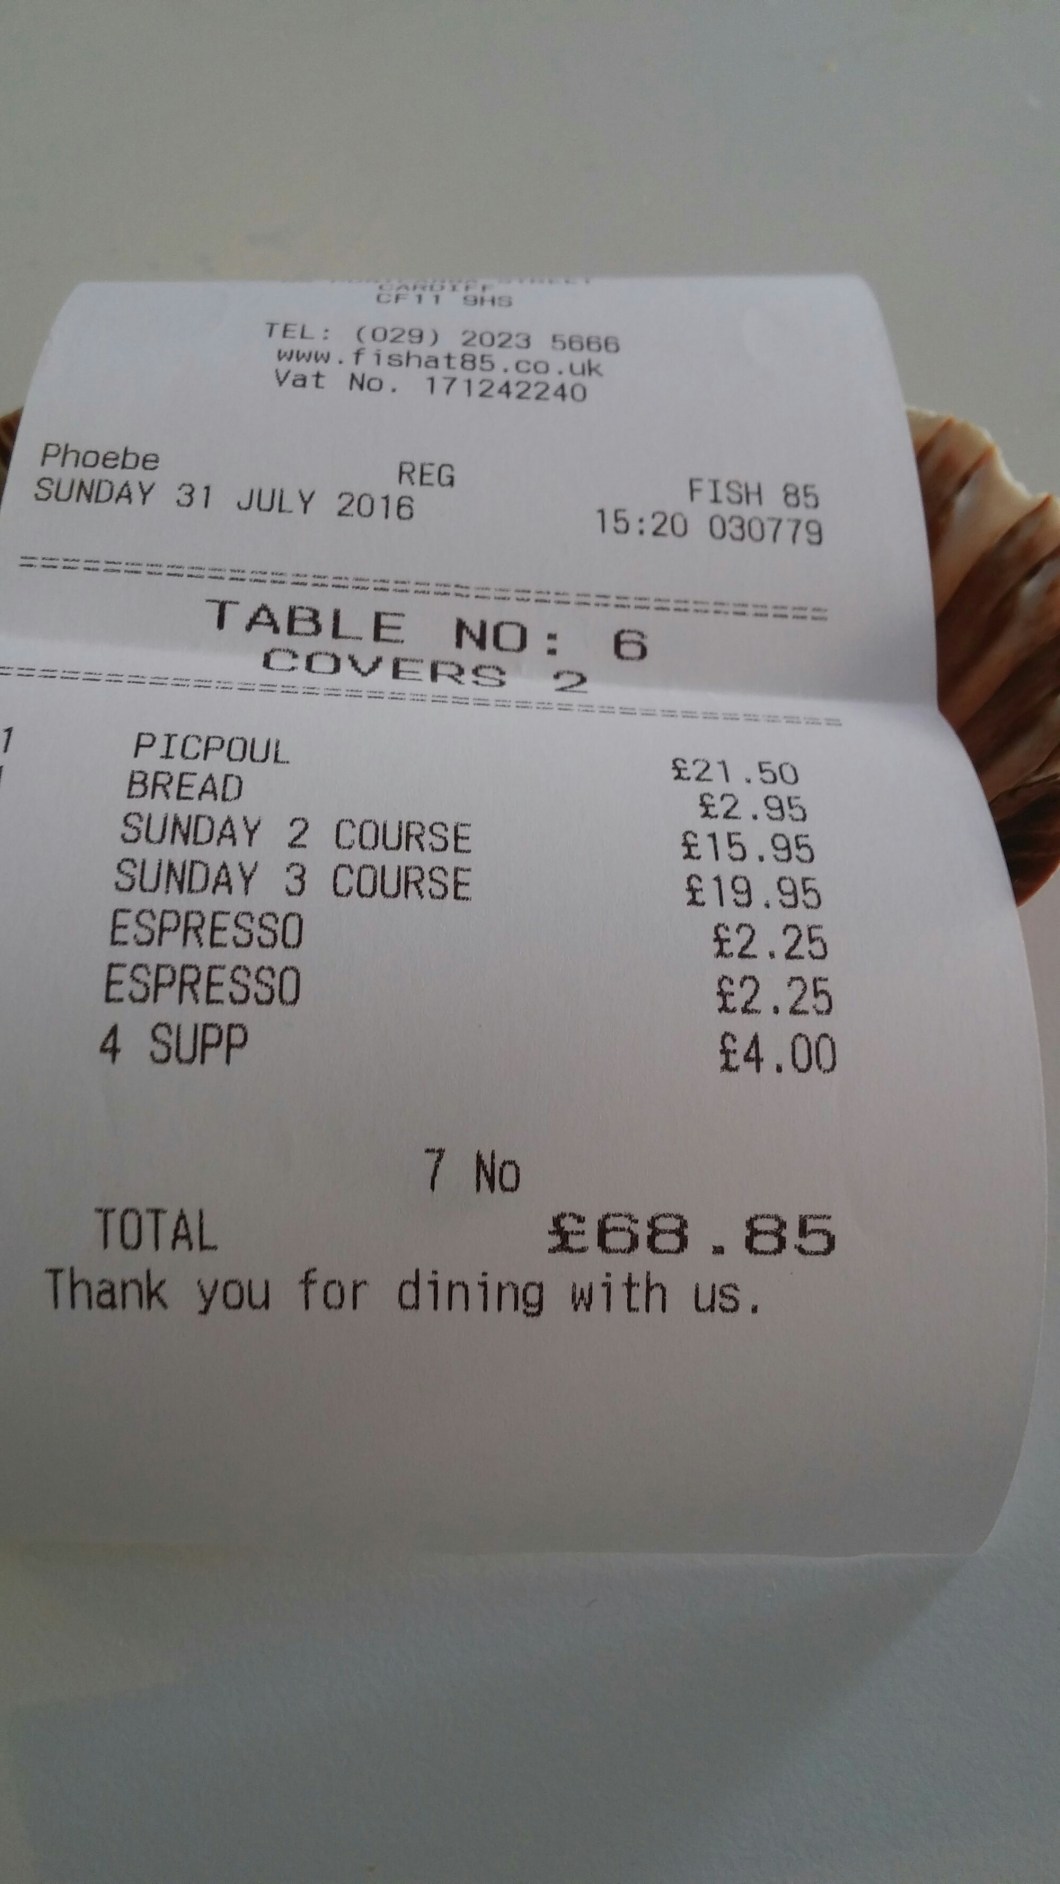 CARDIFF
CF11 9HS
TEL: (029) 2023 5666
www.fishat85.co.uk
Vat No. 171242240
Phoebe REG FISH 85
SUNDAY 31 JULY 2016 15:20 030779
TABLE NO: 6
COVERS 2
1 PICPOUL £21.50
BREAD £2.95
SUNDAY 2 COURSE £15.95
SUNDAY 3 COURSE £19.95
ESPRESSO £2.25
ESPRESSO £2.25
4 SUPP £4.00
7 No
TOTAL £68.85
Thank you for dining with us.